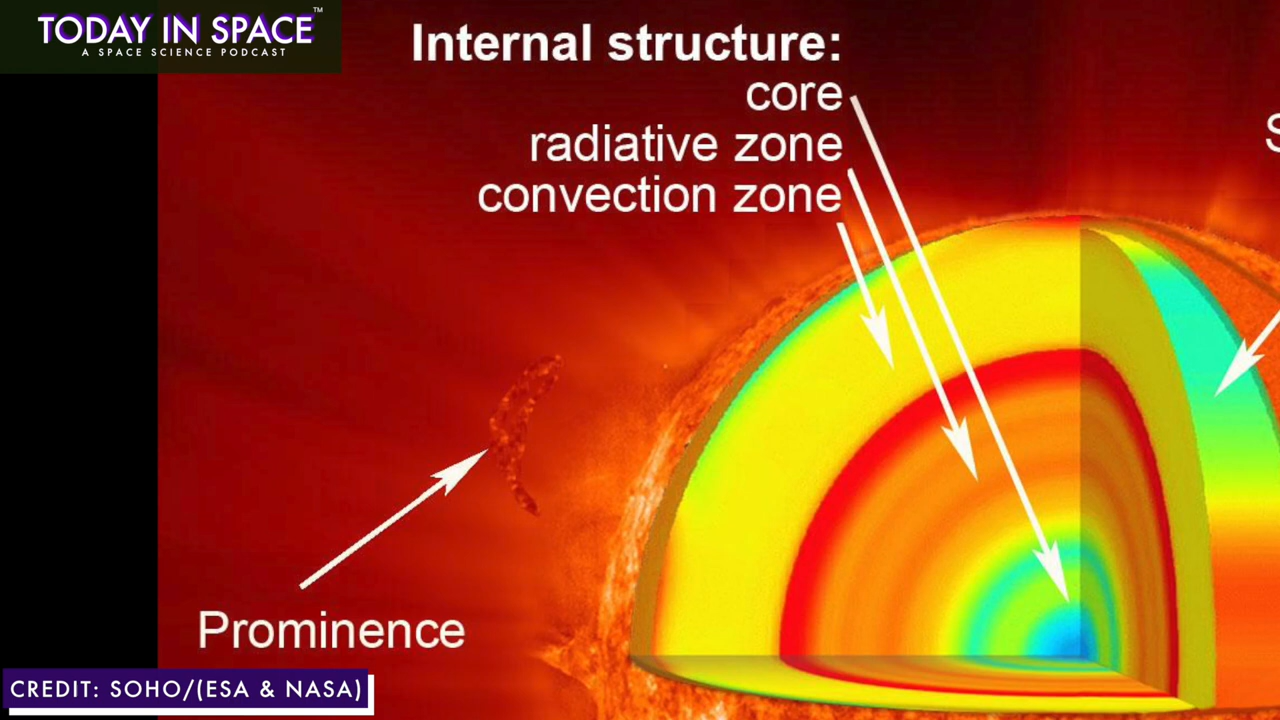 TODAY IN SPACE™
A SPACE SCIENCE PODCAST
Internal structure:
core
radiative zone
convection zone
S
Prominence
CREDIT: SOHO/(ESA & NASA)